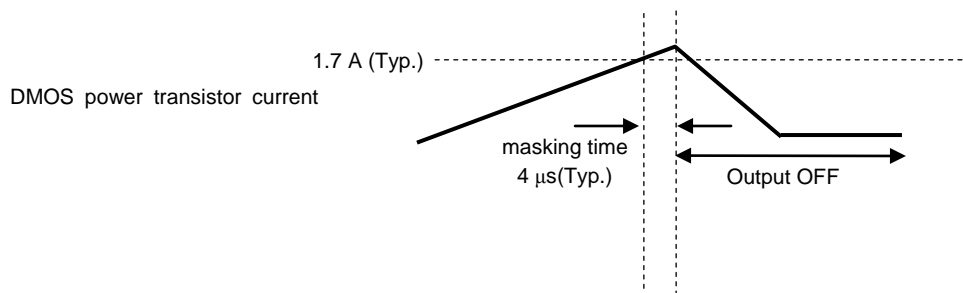 1.7 A (Typ.)
DMOS power transistor current
masking time
4 μs(Typ.)
Output OFF